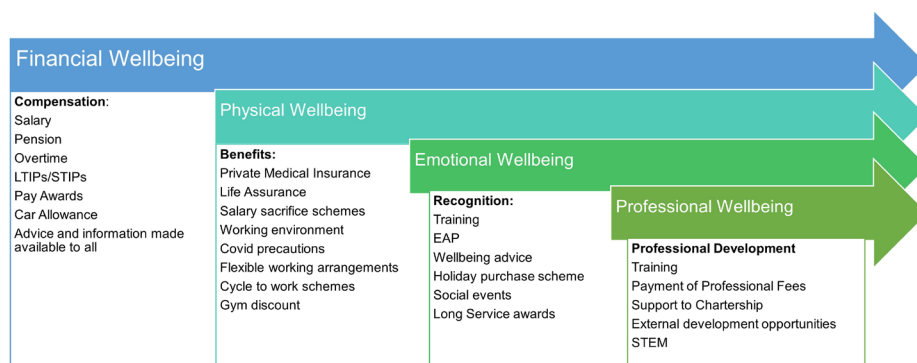 Financial Wellbeing
Compensation:
Salary
Pension
Overtime
LTIPs/STIPs
Pay Awards
Car Allowance
Advice and information made
available to all
Physical Wellbeing
Benefits:
Private Medical Insurance
Life Assurance
Salary sacrifice schemes
Working environment
Covid precautions
Flexible working arrangements
Cycle to work schemes
Gym discount
Emotional Wellbeing
Recognition:
Training
EAP
Wellbeing advice
Holiday purchase scheme
Social events
Long Service awards
Professional Wellbeing
Professional Development
Training
Payment of Professional Fees
Support to Chartership
External development opportunities
STEM